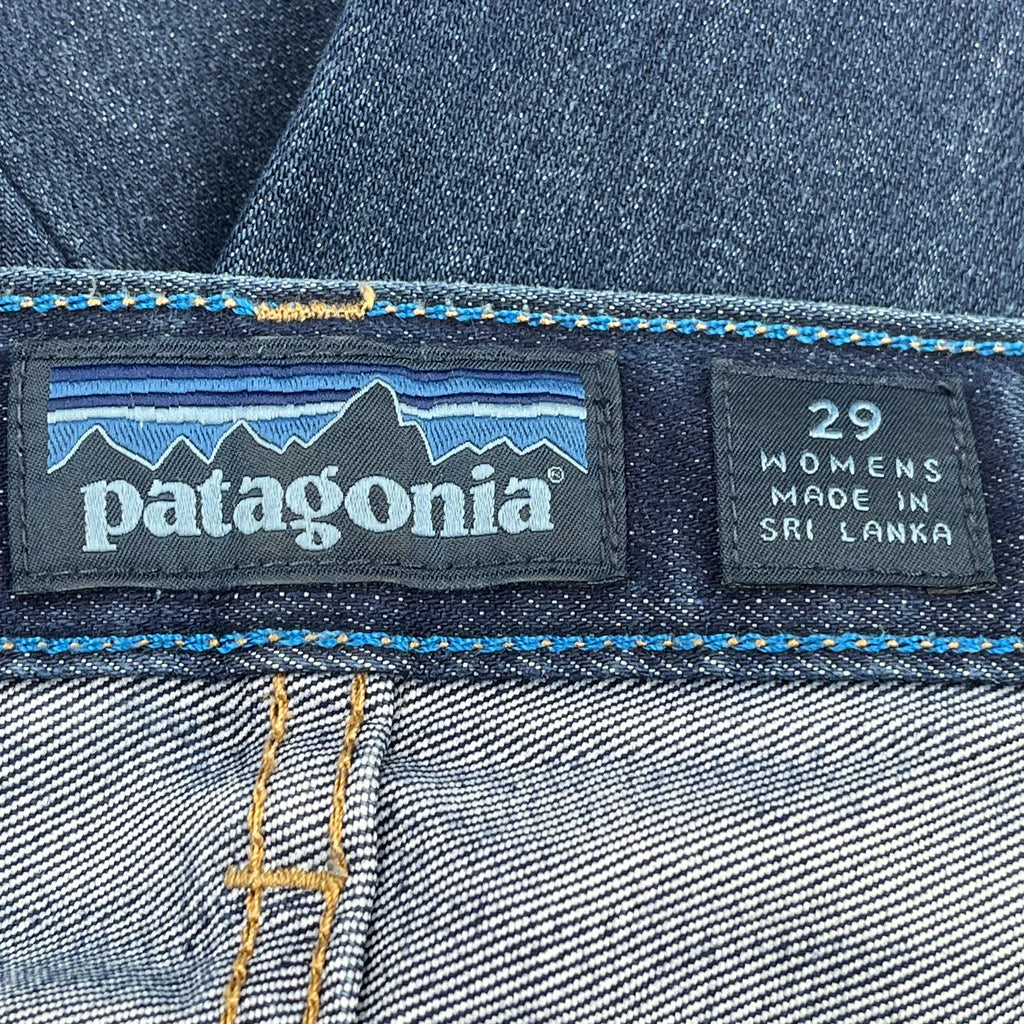 patagonia®
29
WOMENS
MADE IN
SRI LANKA